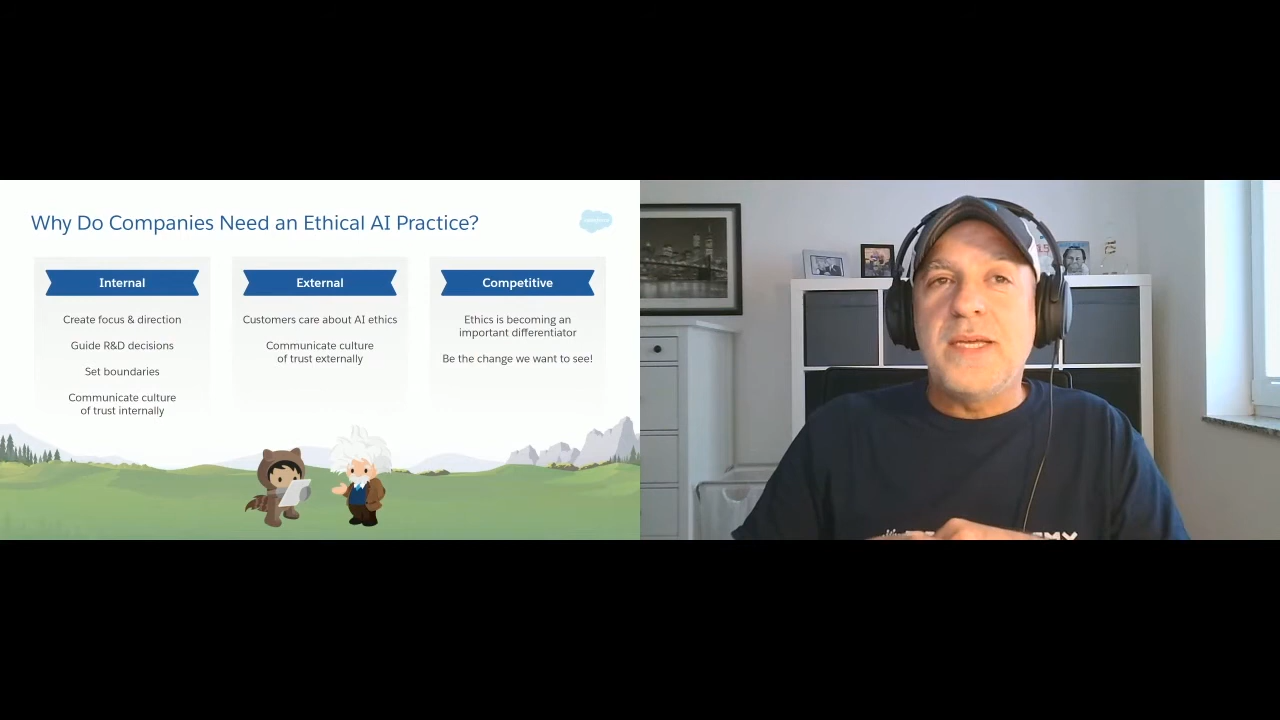 Why Do Companies Need an Ethical AI Practice?
salesforce
Internal
Create focus & direction
Guide R&D decisions
Set boundaries
Communicate culture
of trust internally
External
Customers care about AI ethics
Communicate culture
of trust externally
Competitive
Ethics is becoming an
important differentiator
Be the change we want to see!